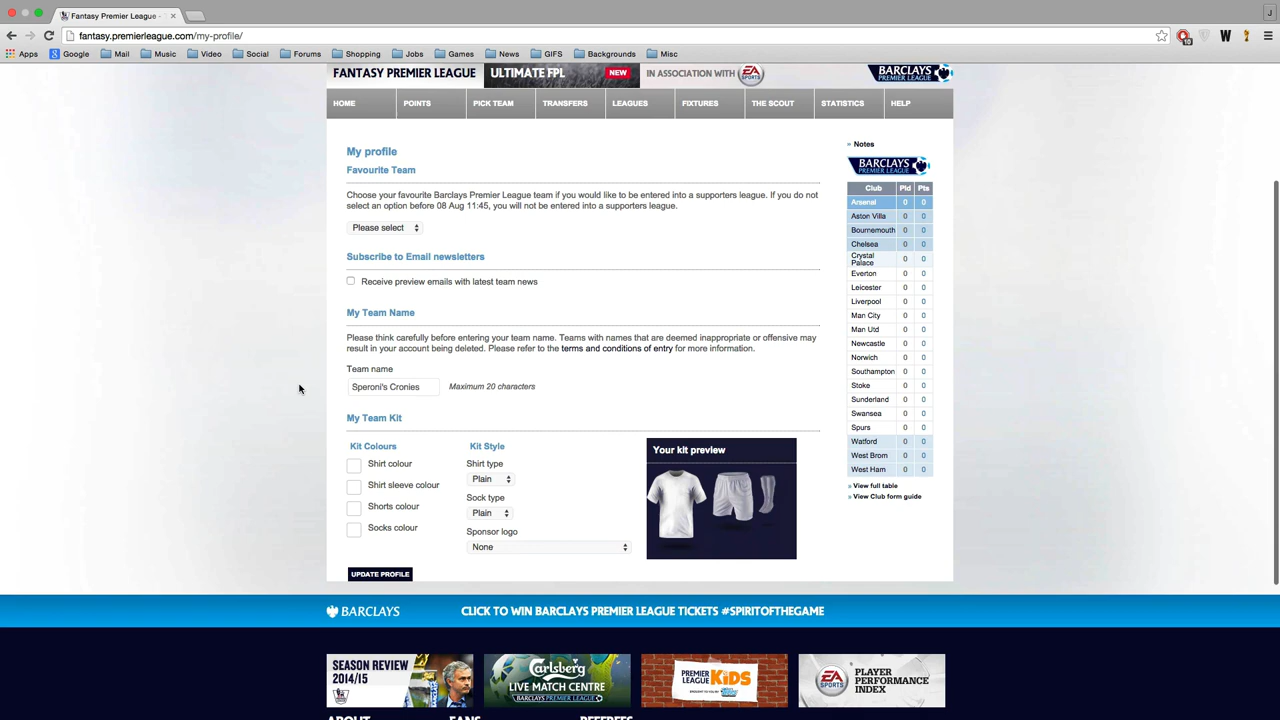 Fantasy Premier League -
J
fantasy.premierleague.com/my-profile/
10
W
Apps
Google
Mail
Music
Video
Social
Forums
Shopping
Jobs
Games
News
GIFS
Backgrounds
Misc
FANTASY PREMIER LEAGUE
ULTIMATE FPL NEW
IN ASSOCIATION WITH EA SPORTS
BARCLAYS
PREMIER LEAGUE
HOME
POINTS
PICK TEAM
TRANSFERS
LEAGUES
FIXTURES
THE SCOUT
STATISTICS
HELP
My profile
Favourite Team
Choose your favourite Barclays Premier League team if you would like to be entered into a supporters league. If you do not
select an option before 08 Aug 11:45, you will not be entered into a supporters league.
Please select
Subscribe to Email newsletters
Receive preview emails with latest team news
My Team Name
Please think carefully before entering your team name. Teams with names that are deemed inappropriate or offensive may
result in your account being deleted. Please refer to the terms and conditions of entry for more information.
Team name
Speroni's Cronies
Maximum 20 characters
My Team Kit
Kit Colours
Shirt colour
Shirt sleeve colour
Shorts colour
Socks colour
Kit Style
Shirt type
Plain
Sock type
Plain
Sponsor logo
None
Your kit preview
UPDATE PROFILE
» Notes
BARCLAYS
PREMIER LEAGUE
Club Pld Pts
Arsenal 0 0
Aston Villa 0 0
Bournemouth 0 0
Chelsea 0 0
Crystal
Palace 0 0
Everton 0 0
Leicester 0 0
Liverpool 0 0
Man City 0 0
Man Utd 0 0
Newcastle 0 0
Norwich 0 0
Southampton 0 0
Stoke 0 0
Sunderland 0 0
Swansea 0 0
Spurs 0 0
Watford 0 0
West Brom 0 0
West Ham 0 0
» View full table
» View Club form guide
BARCLAYS
CLICK TO WIN BARCLAYS PREMIER LEAGUE TICKETS #SPIRITOFTHEGAME
SEASON REVIEW
2014/15
Carlsberg
LIVE MATCH CENTRE
BARCLAYS PREMIER LEAGUE
PREMIER
LEAGUE
KIDS
EA
SPORTS
PLAYER
PERFORMANCE
INDEX
ABOUT
FANS
REFEREES